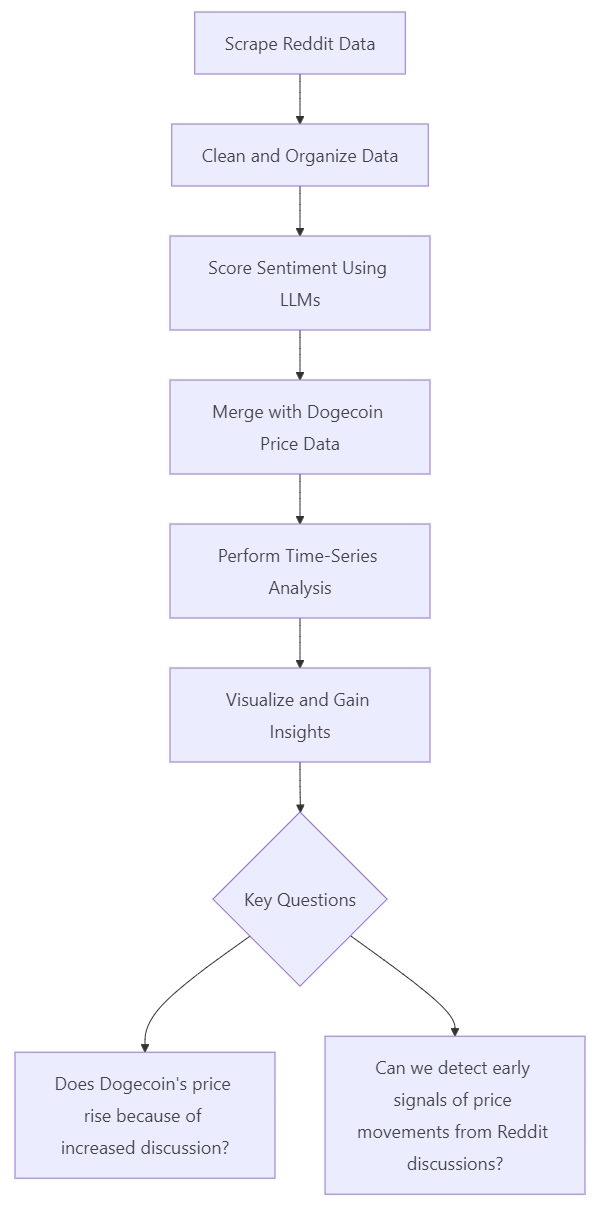 Scrape Reddit Data
Clean and Organize Data
Score Sentiment Using
LLMs
Merge with Dogecoin
Price Data
Perform Time-Series
Analysis
Visualize and Gain
Insights
Key Questions
Does Dogecoin's price
rise because of
increased discussion?
Can we detect early
signals of price
movements from Reddit
discussions?